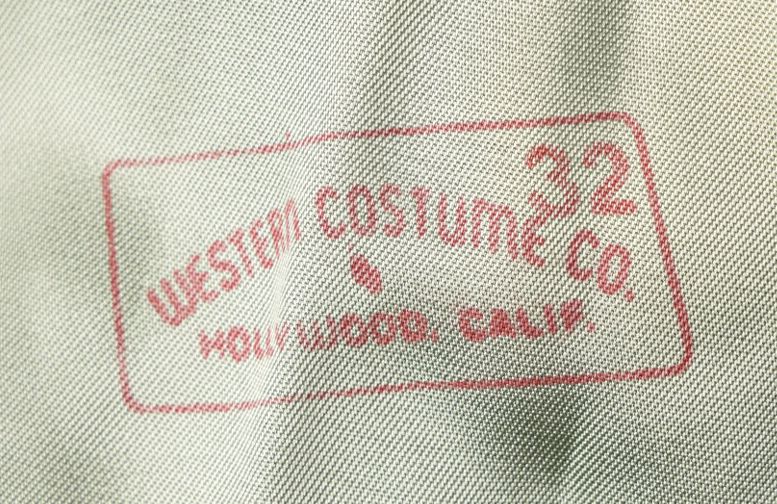 32
WESTERN COSTUME CO.
HOLLYWOOD, CALIF.